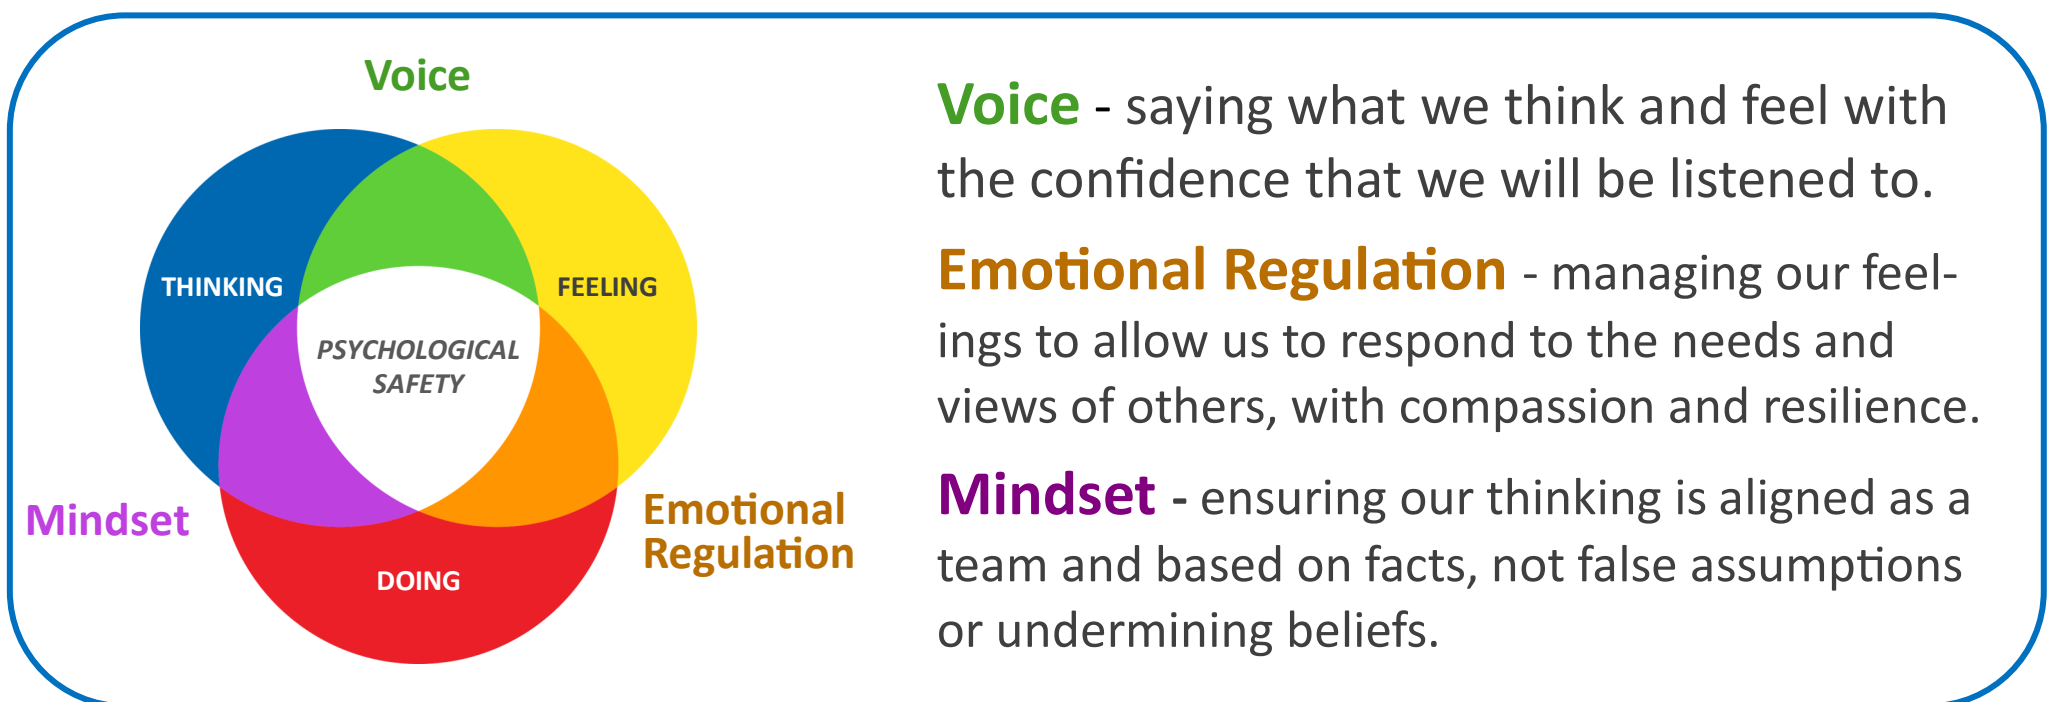 Voice
THINKING
FEELING
PSYCHOLOGICAL
SAFETY
Mindset
Emotional
Regulation
DOING
Voice - saying what we think and feel with
the confidence that we will be listened to.
Emotional Regulation - managing our feel-
ings to allow us to respond to the needs and
views of others, with compassion and resilience.
Mindset - ensuring our thinking is aligned as a
team and based on facts, not false assumptions
or undermining beliefs.